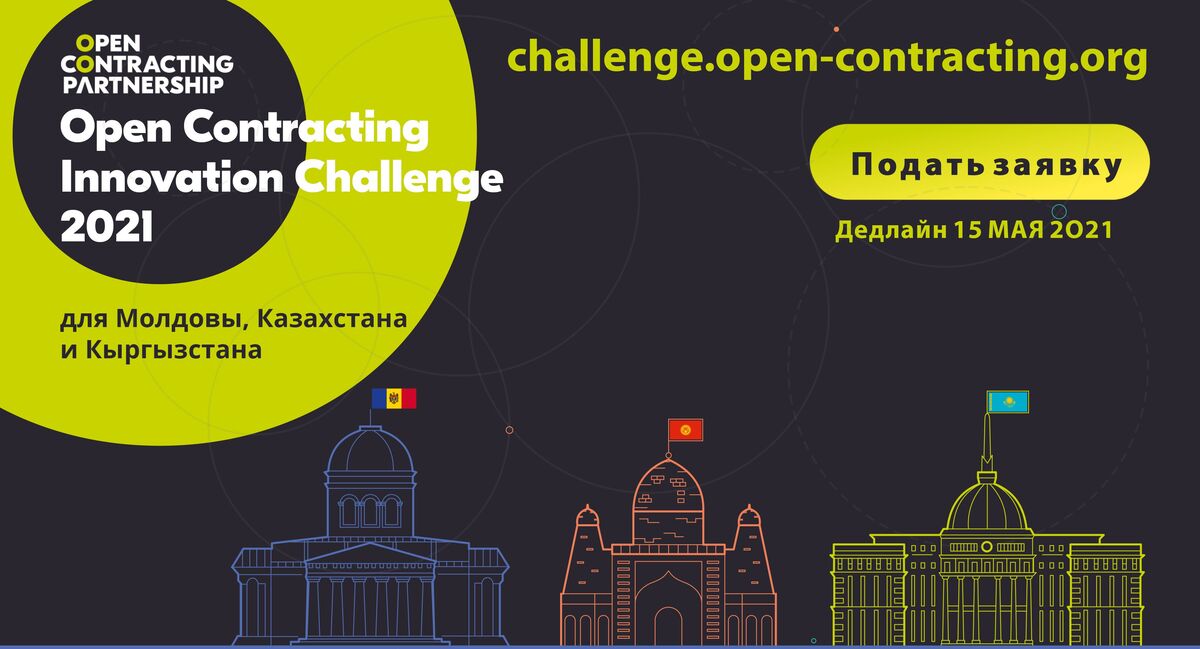 OPEN
CONTRACTING
PARTNERSHIP
Open Contracting
Innovation Challenge
2021
для Молдовы, Казахстана
и Кыргызстана
challenge.open-contracting.org
Подать заявку
Дедлайн 15 МАЯ 2021